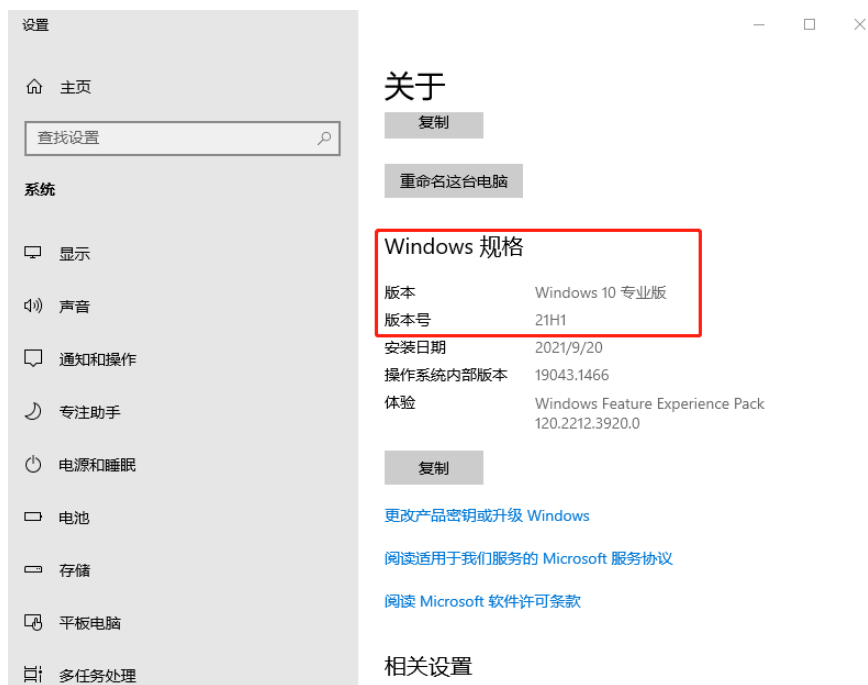 设置
主页
查找设置
系统
显示
声音
通知和操作
专注助手
电源和睡眠
电池
存储
平板电脑
多任务处理
关于
复制
重命名这台电脑
Windows 规格
版本 Windows 10 专业版
版本号 21H1
安装日期 2021/9/20
操作系统内部版本 19043.1466
体验 Windows Feature Experience Pack
120.2212.3920.0
复制
更改产品密钥或升级 Windows
阅读适用于我们服务的 Microsoft 服务协议
阅读 Microsoft 软件许可条款
相关设置